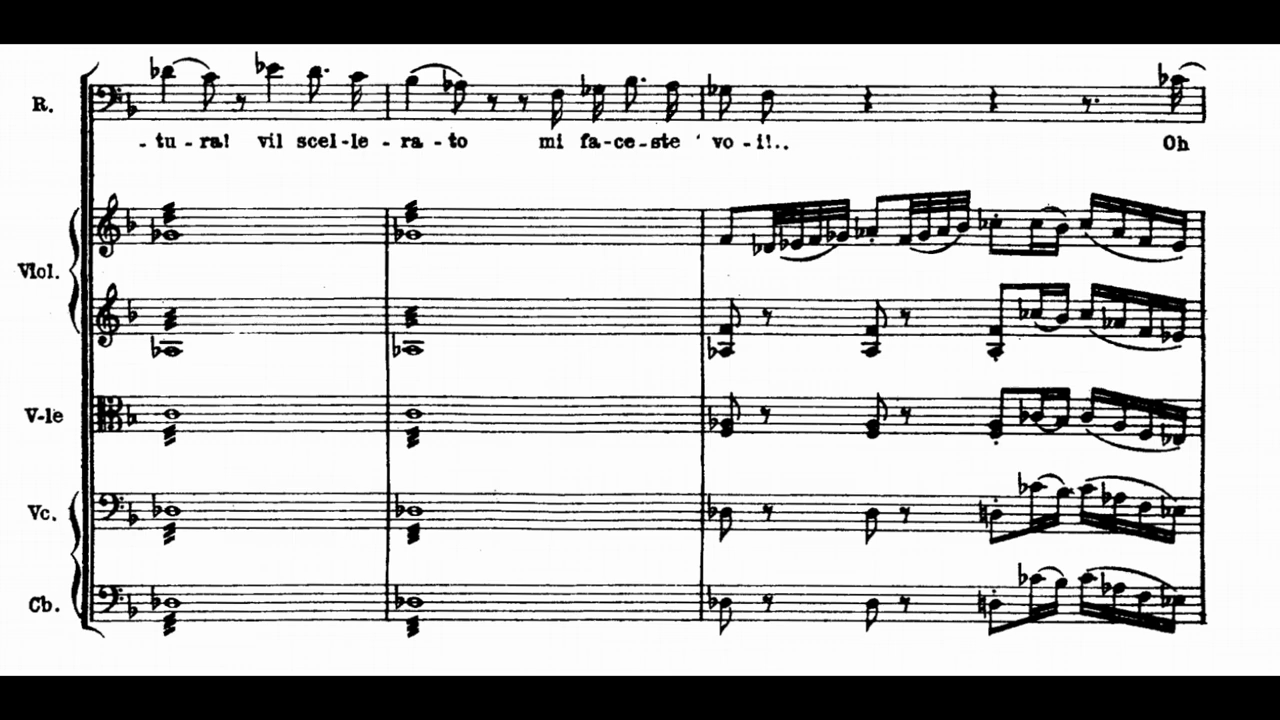 R.
- tu - ra! vil scel - le - ra - to mi fa - ce - ste vo - i!.. Oh
Viol.
V-le
Vc.
Cb.